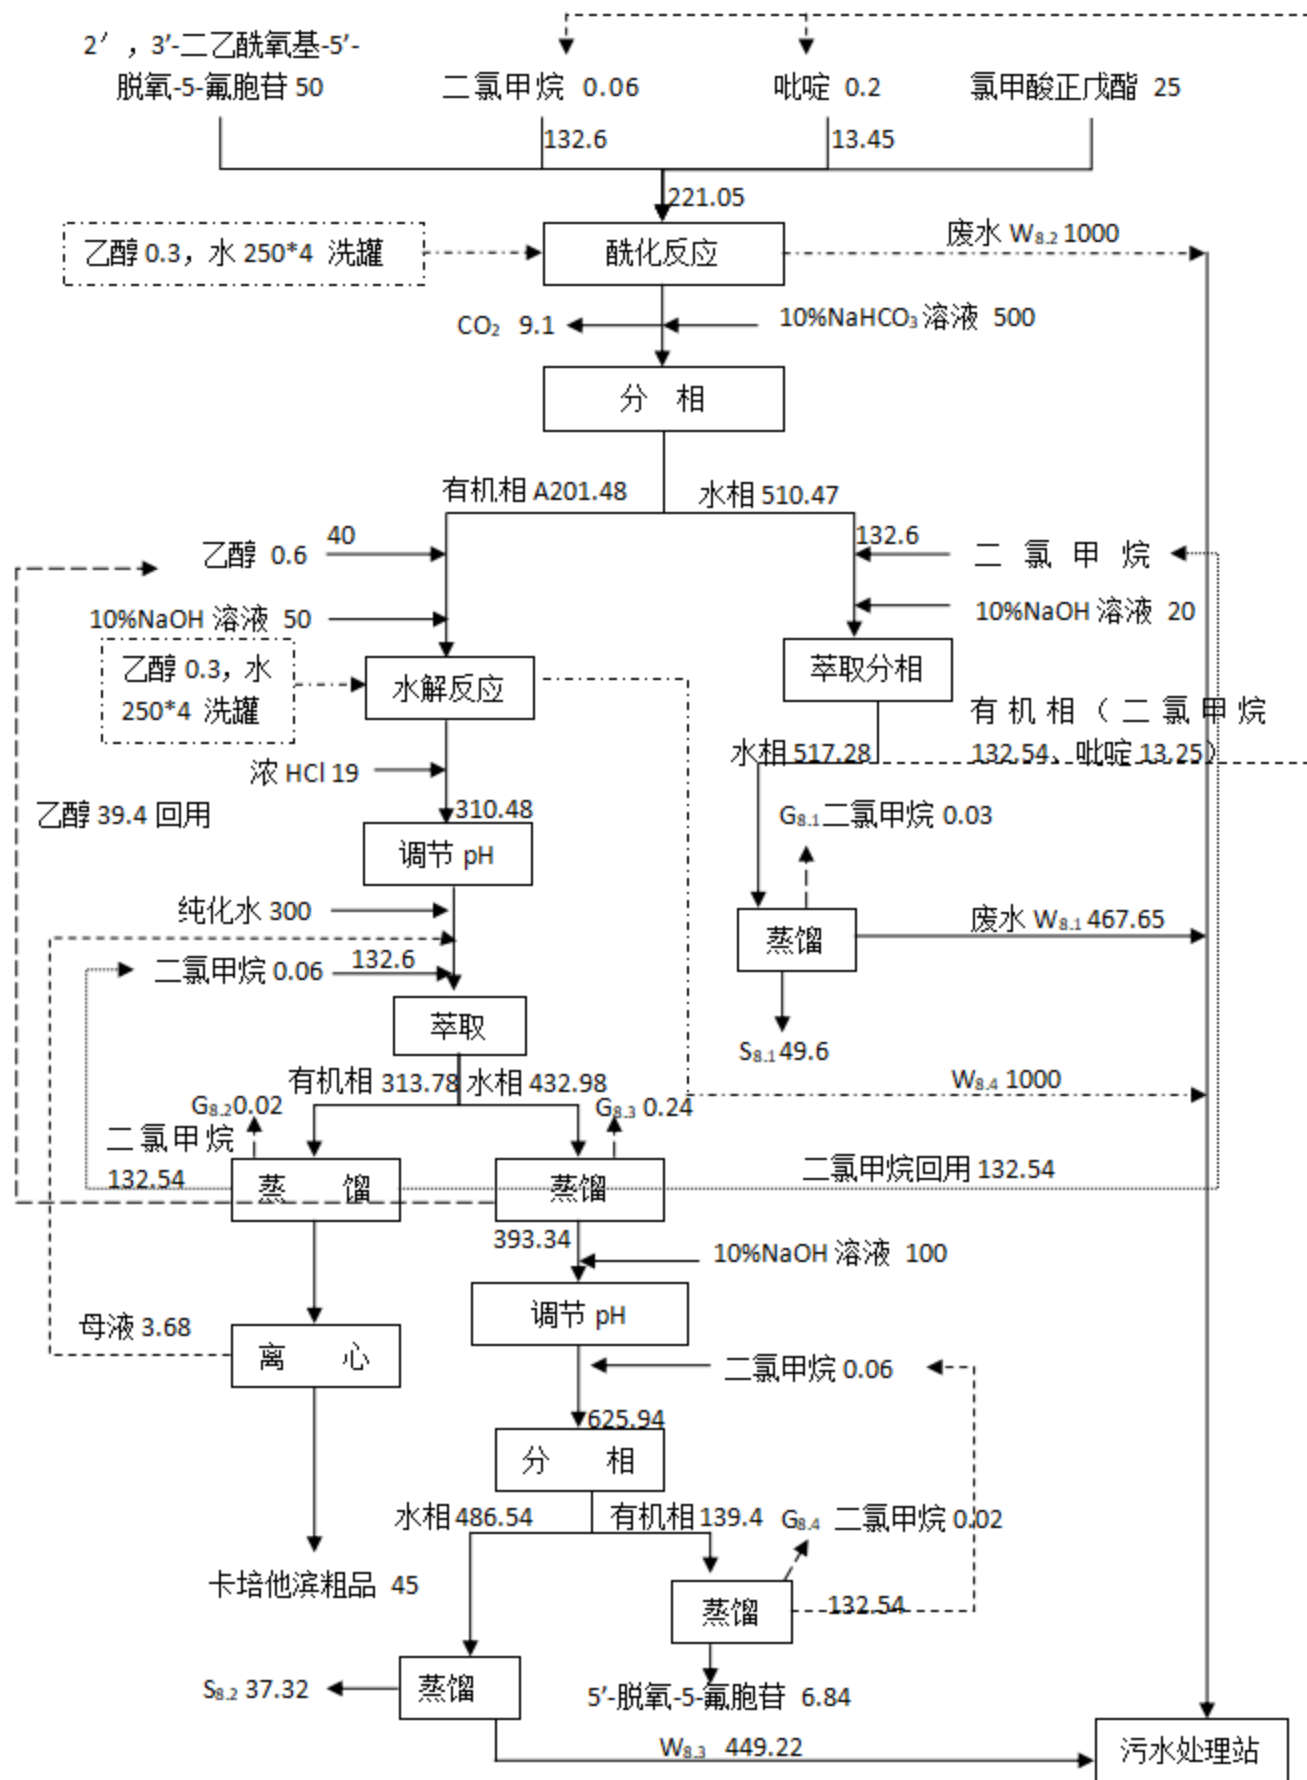 2′，3′-二乙酰氧基-5′-
脱氧-5-氟胞苷 50
二氯甲烷 0.06
吡啶 0.2
氯甲酸正戊酯 25
132.6
13.45
221.05
乙醇 0.3，水 250*4 洗罐
酰化反应
废水 W8.2 1000
CO₂ 9.1
10%NaHCO₃ 溶液 500
分 相
有机相 A201.48
水相 510.47
乙醇 0.6
40
132.6
二 氯 甲 烷
10%NaOH 溶液 50
10%NaOH 溶液 20
乙醇 0.3，水
250*4 洗罐
水解反应
萃取分相
有 机 相（ 二 氯 甲 烷
132.54、吡啶 13.25）
水相 517.28
浓 HCl 19
乙醇 39.4 回用
310.48
调节 pH
G8.1 二氯甲烷 0.03
纯化水 300
蒸馏
废水 W8.1 467.65
二氯甲烷 0.06
132.6
萃取
S8.1 49.6
有机相 313.78
水相 432.98
W8.4 1000
G8.2 0.02
G8.3 0.24
二 氯 甲 烷
132.54
蒸 馏
蒸馏
二氯甲烷回用 132.54
393.34
10%NaOH 溶液 100
调节 pH
母液 3.68
离 心
二氯甲烷 0.06
625.94
分 相
水相 486.54
有机相 139.4
G8.4 二氯甲烷 0.02
卡培他滨粗品 45
蒸馏
132.54
S8.2 37.32
蒸馏
5′-脱氧-5-氟胞苷 6.84
W8.3 449.22
污水处理站